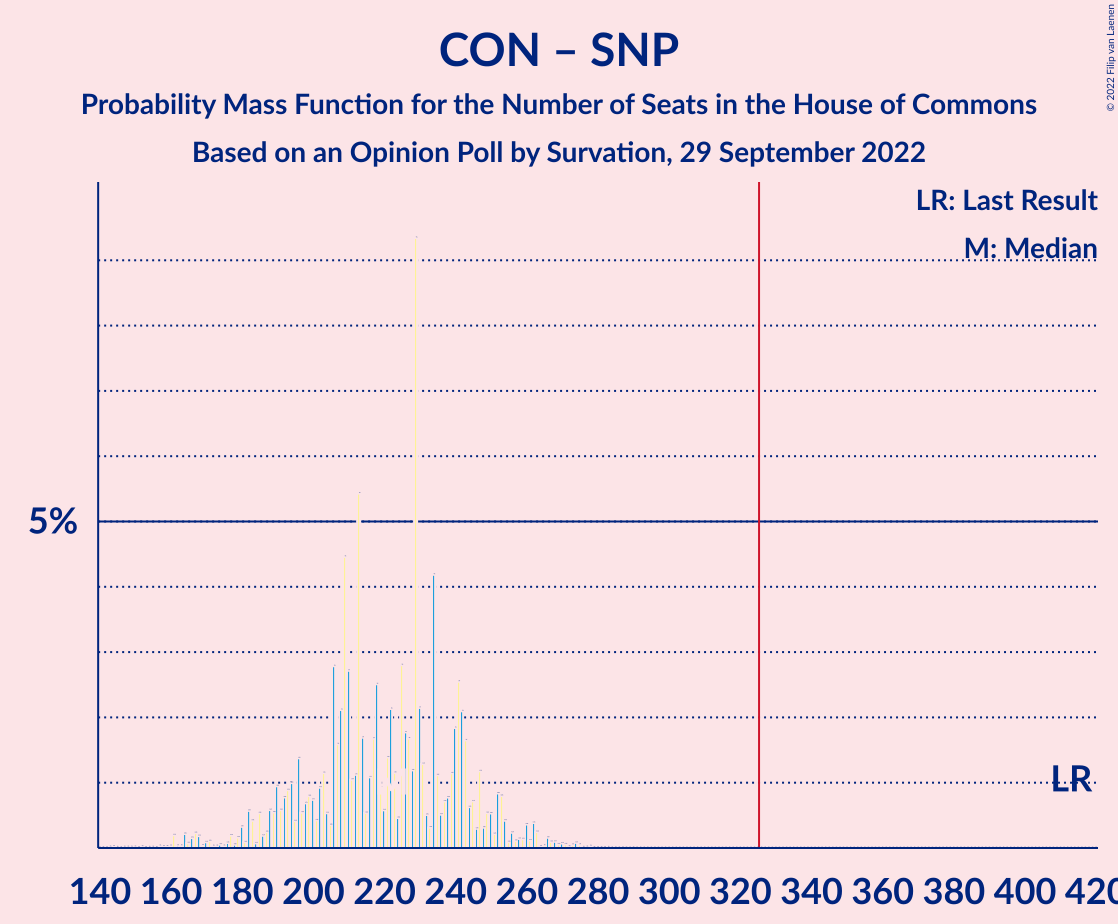 CON – SNP
Probability Mass Function for the Number of Seats in the House of Commons
Based on an Opinion Poll by Survation, 29 September 2022
© 2022 Filip van Laenen
LR: Last Result
M: Median
5%
LR
140 160 180 200 220 240 260 280 300 320 340 360 380 400 420